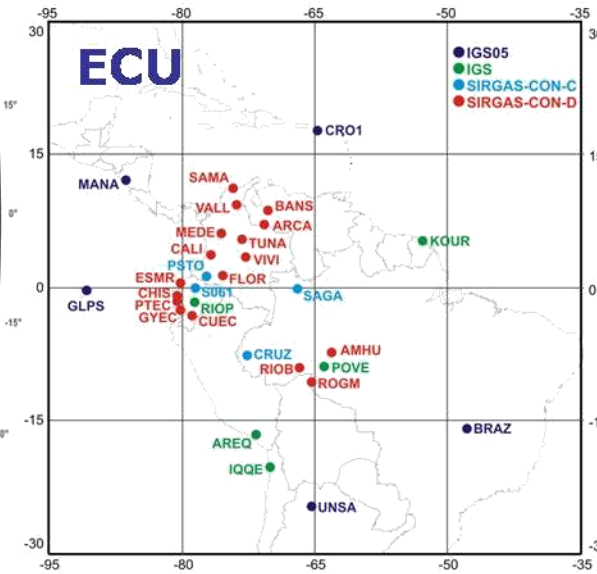 -95 -80 -65 -50 -35
30
ECU
IGS05
IGS
SIRGAS-CON-C
SIRGAS-CON-D
15°
CRO1
15
MANA
SAMA
VALL
BANS
0°
ARCA
MEDE
TUNA
KOUR
CALI
VIVI
PSTO
FLOR
ESMR
0
S061
SAGA
0
CHIS
GLPS
PTEC
RIOP
GYEC
CUEC
-15°
CRUZ
AMHU
RIOB
POVE
ROGM
-15
BRAZ
0°
AREQ
IQQE
UNSA
-30
-95 -80 -65 -50 -35